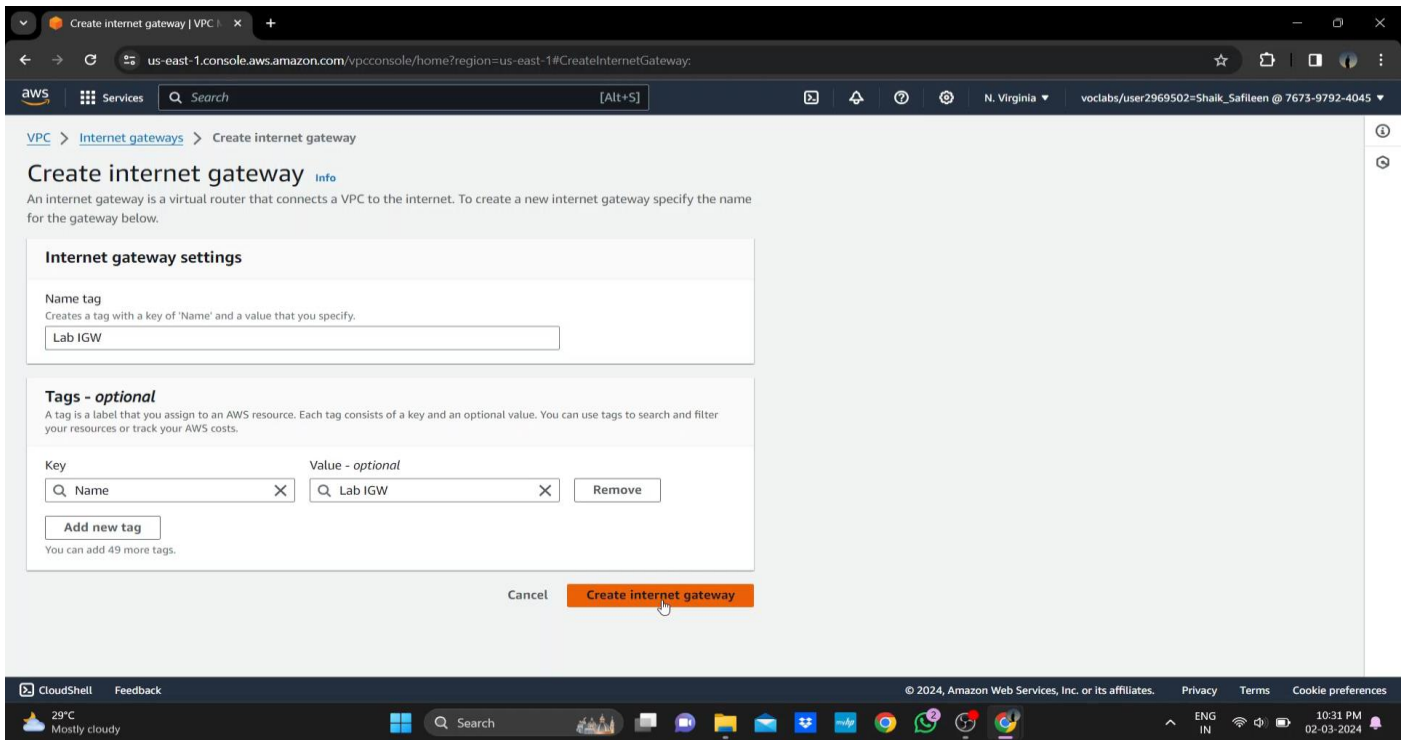 Create internet gateway | VPC
us-east-1.console.aws.amazon.com/vpcconsole/home?region=us-east-1#CreateInternetGateway:
aws Services Search [Alt+S] N. Virginia voclabs/user2969502=Shaik_Safileen @ 7673-9792-4045
VPC > Internet gateways > Create internet gateway
Create internet gateway Info
An internet gateway is a virtual router that connects a VPC to the internet. To create a new internet gateway specify the name
for the gateway below.
Internet gateway settings
Name tag
Creates a tag with a key of 'Name' and a value that you specify.
Lab IGW
Tags - optional
A tag is a label that you assign to an AWS resource. Each tag consists of a key and an optional value. You can use tags to search and filter
your resources or track your AWS costs.
Key Value - optional
Name Lab IGW Remove
Add new tag
You can add 49 more tags.
Cancel Create internet gateway
CloudShell Feedback © 2024, Amazon Web Services, Inc. or its affiliates. Privacy Terms Cookie preferences
29°C
Mostly cloudy
Search
2
ENG
IN
10:31 PM
02-03-2024